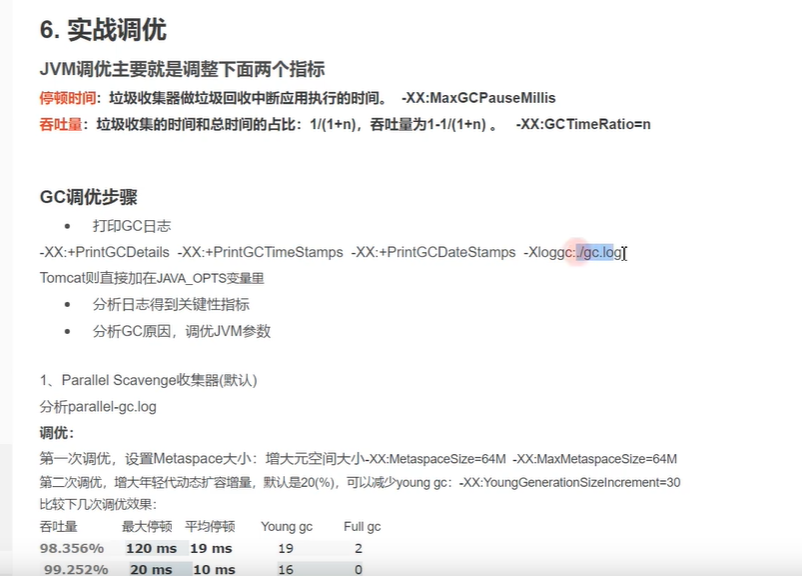 6. 实战调优
JVM调优主要就是调整下面两个指标
停顿时间：垃圾收集器做垃圾回收中断应用执行的时间。 -XX:MaxGCPauseMillis
吞吐量：垃圾收集的时间和总时间的占比：1/(1+n)，吞吐量为1-1/(1+n) 。 -XX:GCTimeRatio=n
GC调优步骤
• 打印GC日志
-XX:+PrintGCDetails -XX:+PrintGCTimeStamps -XX:+PrintGCDateStamps -Xloggc:./gc.log
Tomcat则直接加在JAVA_OPTS变量里
• 分析日志得到关键性指标
• 分析GC原因，调优JVM参数
1、Parallel Scavenge收集器(默认)
分析parallel-gc.log
调优：
第一次调优，设置Metaspace大小：增大元空间大小-XX:MetaspaceSize=64M -XX:MaxMetaspaceSize=64M
第二次调优，增大年轻代动态扩容增量，默认是20(%)，可以减少young gc：-XX:YoungGenerationSizeIncrement=30
比较下几次调优效果：
吞吐量 最大停顿 平均停顿 Young gc Full gc
98.356% 120 ms 19 ms 19 2
99.252% 20 ms 10 ms 16 0